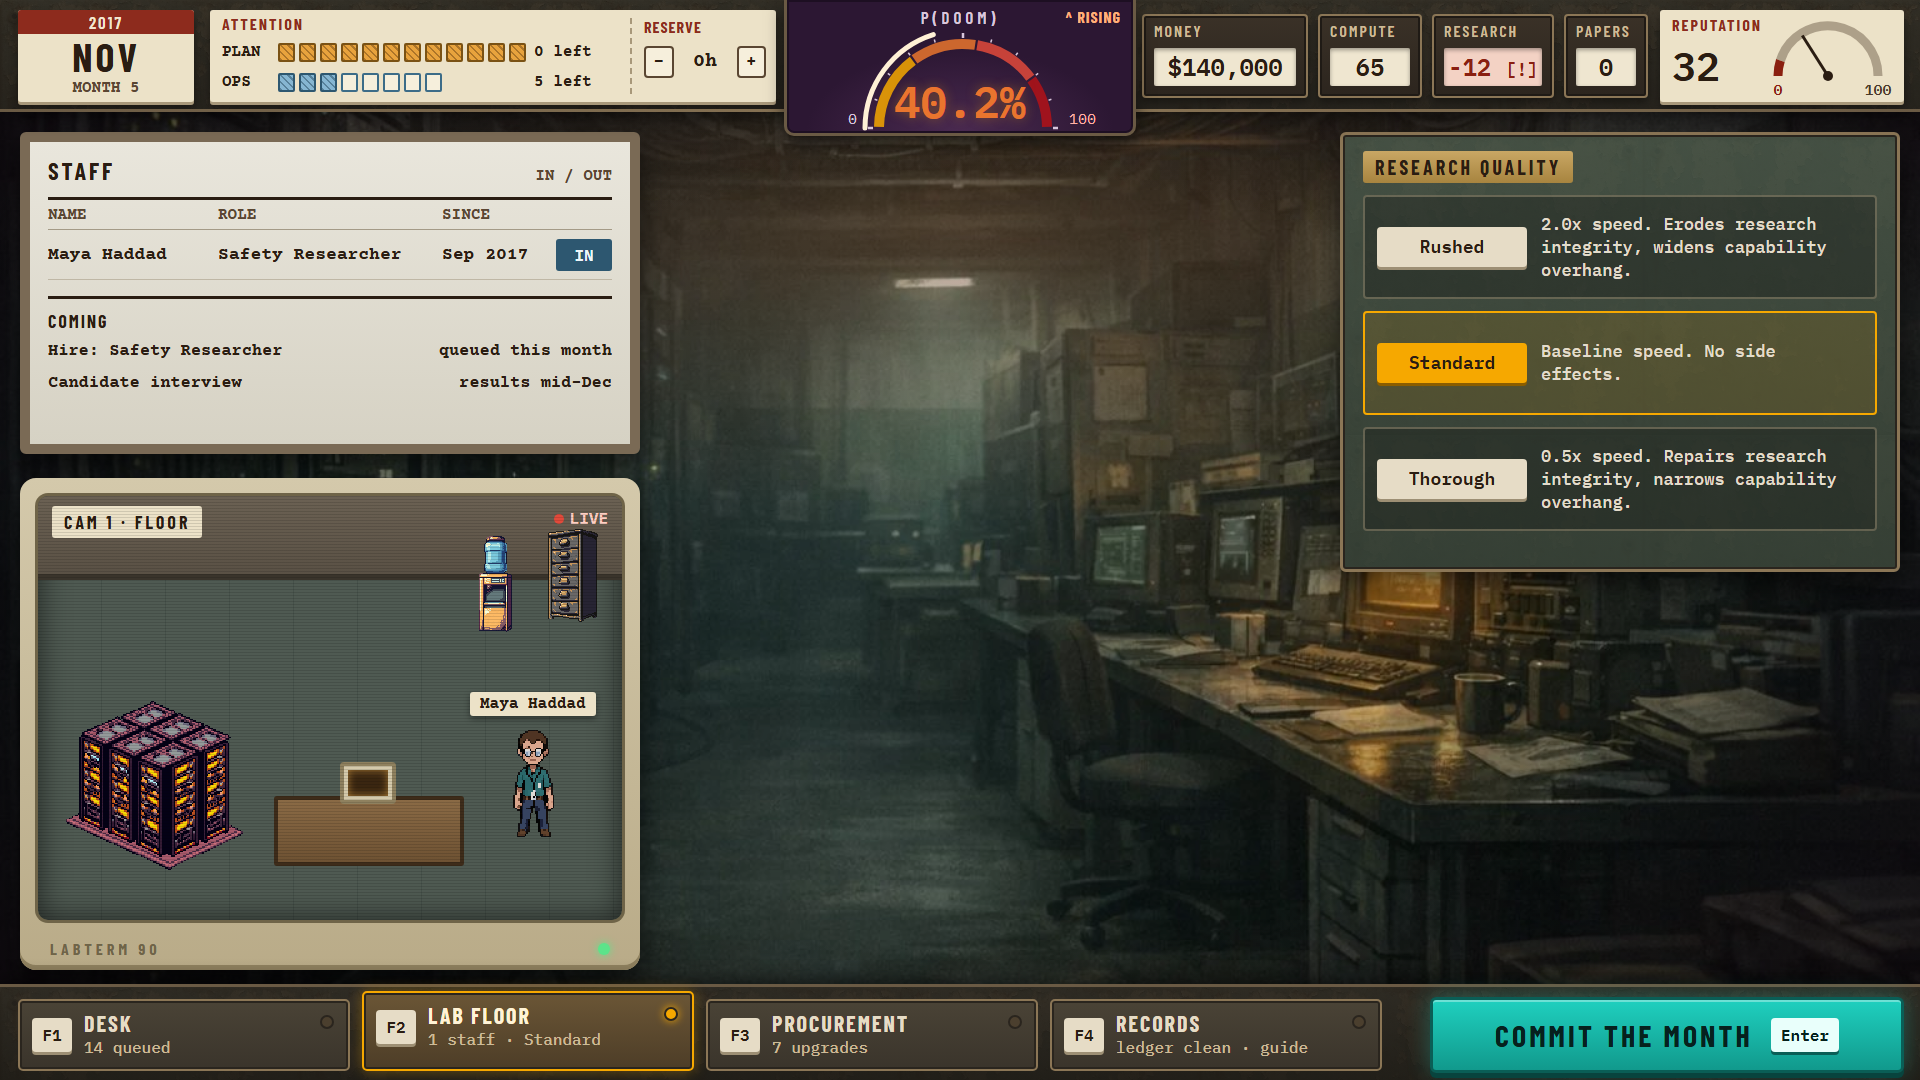 2017
NOV
MONTH 5
ATTENTION
PLAN 0 left
OPS 5 left
RESERVE
- 0h +
P(DOOM)
^ RISING
40.2%
0 100
MONEY
$140,000
COMPUTE
65
RESEARCH
-12 [!]
PAPERS
0
REPUTATION
32
0 100
STAFF IN / OUT
NAME ROLE SINCE
Maya Haddad Safety Researcher Sep 2017 IN
COMING
Hire: Safety Researcher queued this month
Candidate interview results mid-Dec
CAM 1 · FLOOR
LIVE
Maya Haddad
LABTERM 90
RESEARCH QUALITY
Rushed
2.0x speed. Erodes research
integrity, widens capability
overhang.
Standard
Baseline speed. No side
effects.
Thorough
0.5x speed. Repairs research
integrity, narrows capability
overhang.
F1 DESK
14 queued
F2 LAB FLOOR
1 staff · Standard
F3 PROCUREMENT
7 upgrades
F4 RECORDS
ledger clean · guide
COMMIT THE MONTH Enter